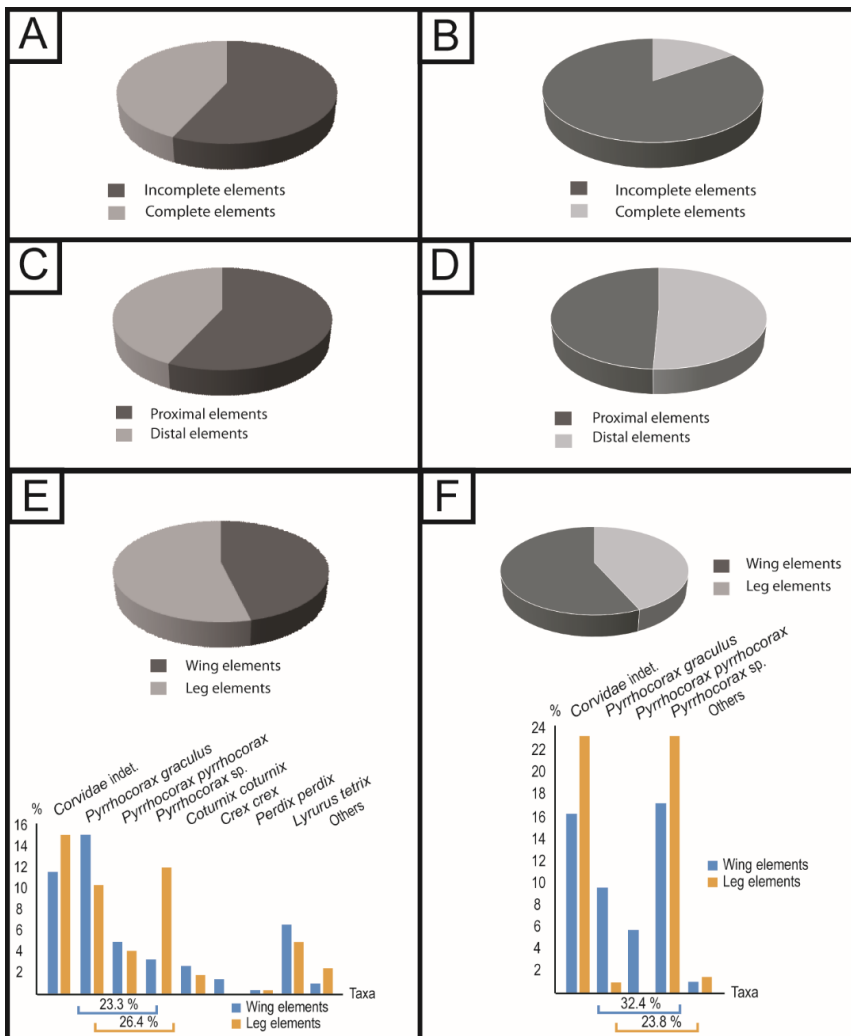 A
Incomplete elements
Complete elements
B
Incomplete elements
Complete elements
C
Proximal elements
Distal elements
D
Proximal elements
Distal elements
E
Wing elements
Leg elements
Corvidae indet.
Pyrrhocorax graculus
Pyrrhocorax pyrrhocorax
Pyrrhocorax sp.
Coturnix coturnix
Crex crex
Perdix perdix
Lyrurus tetrix
Others
%
16
14
12
10
8
6
4
2
Taxa
23.3 %
26.4 %
Wing elements
Leg elements
F
Wing elements
Leg elements
Corvidae indet.
Pyrrhocorax graculus
Pyrrhocorax pyrrhocorax
Pyrrhocorax sp.
Others
%
24
22
20
18
16
14
12
10
8
6
4
2
Wing elements
Leg elements
Taxa
32.4 %
23.8 %